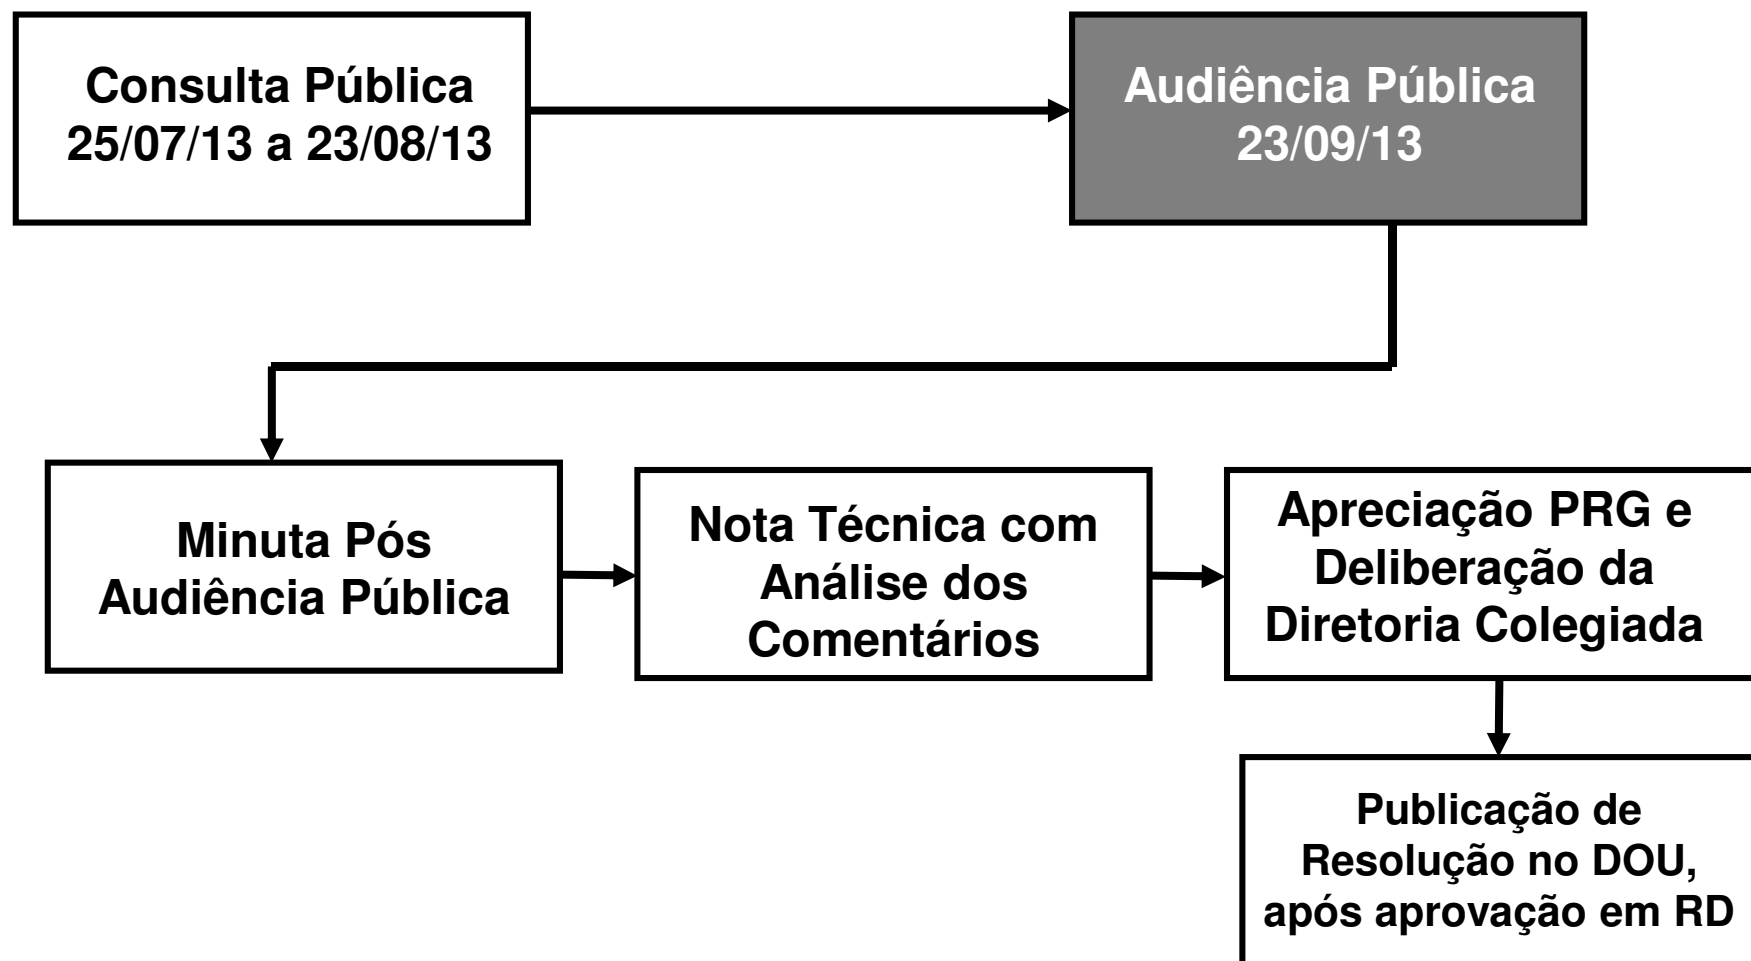 Consulta Pública
25/07/13 a 23/08/13
Audiência Pública
23/09/13
Minuta Pós
Audiência Pública
Nota Técnica com
Análise dos
Comentários
Apreciação PRG e
Deliberação da
Diretoria Colegiada
Publicação de
Resolução no DOU,
após aprovação em RD